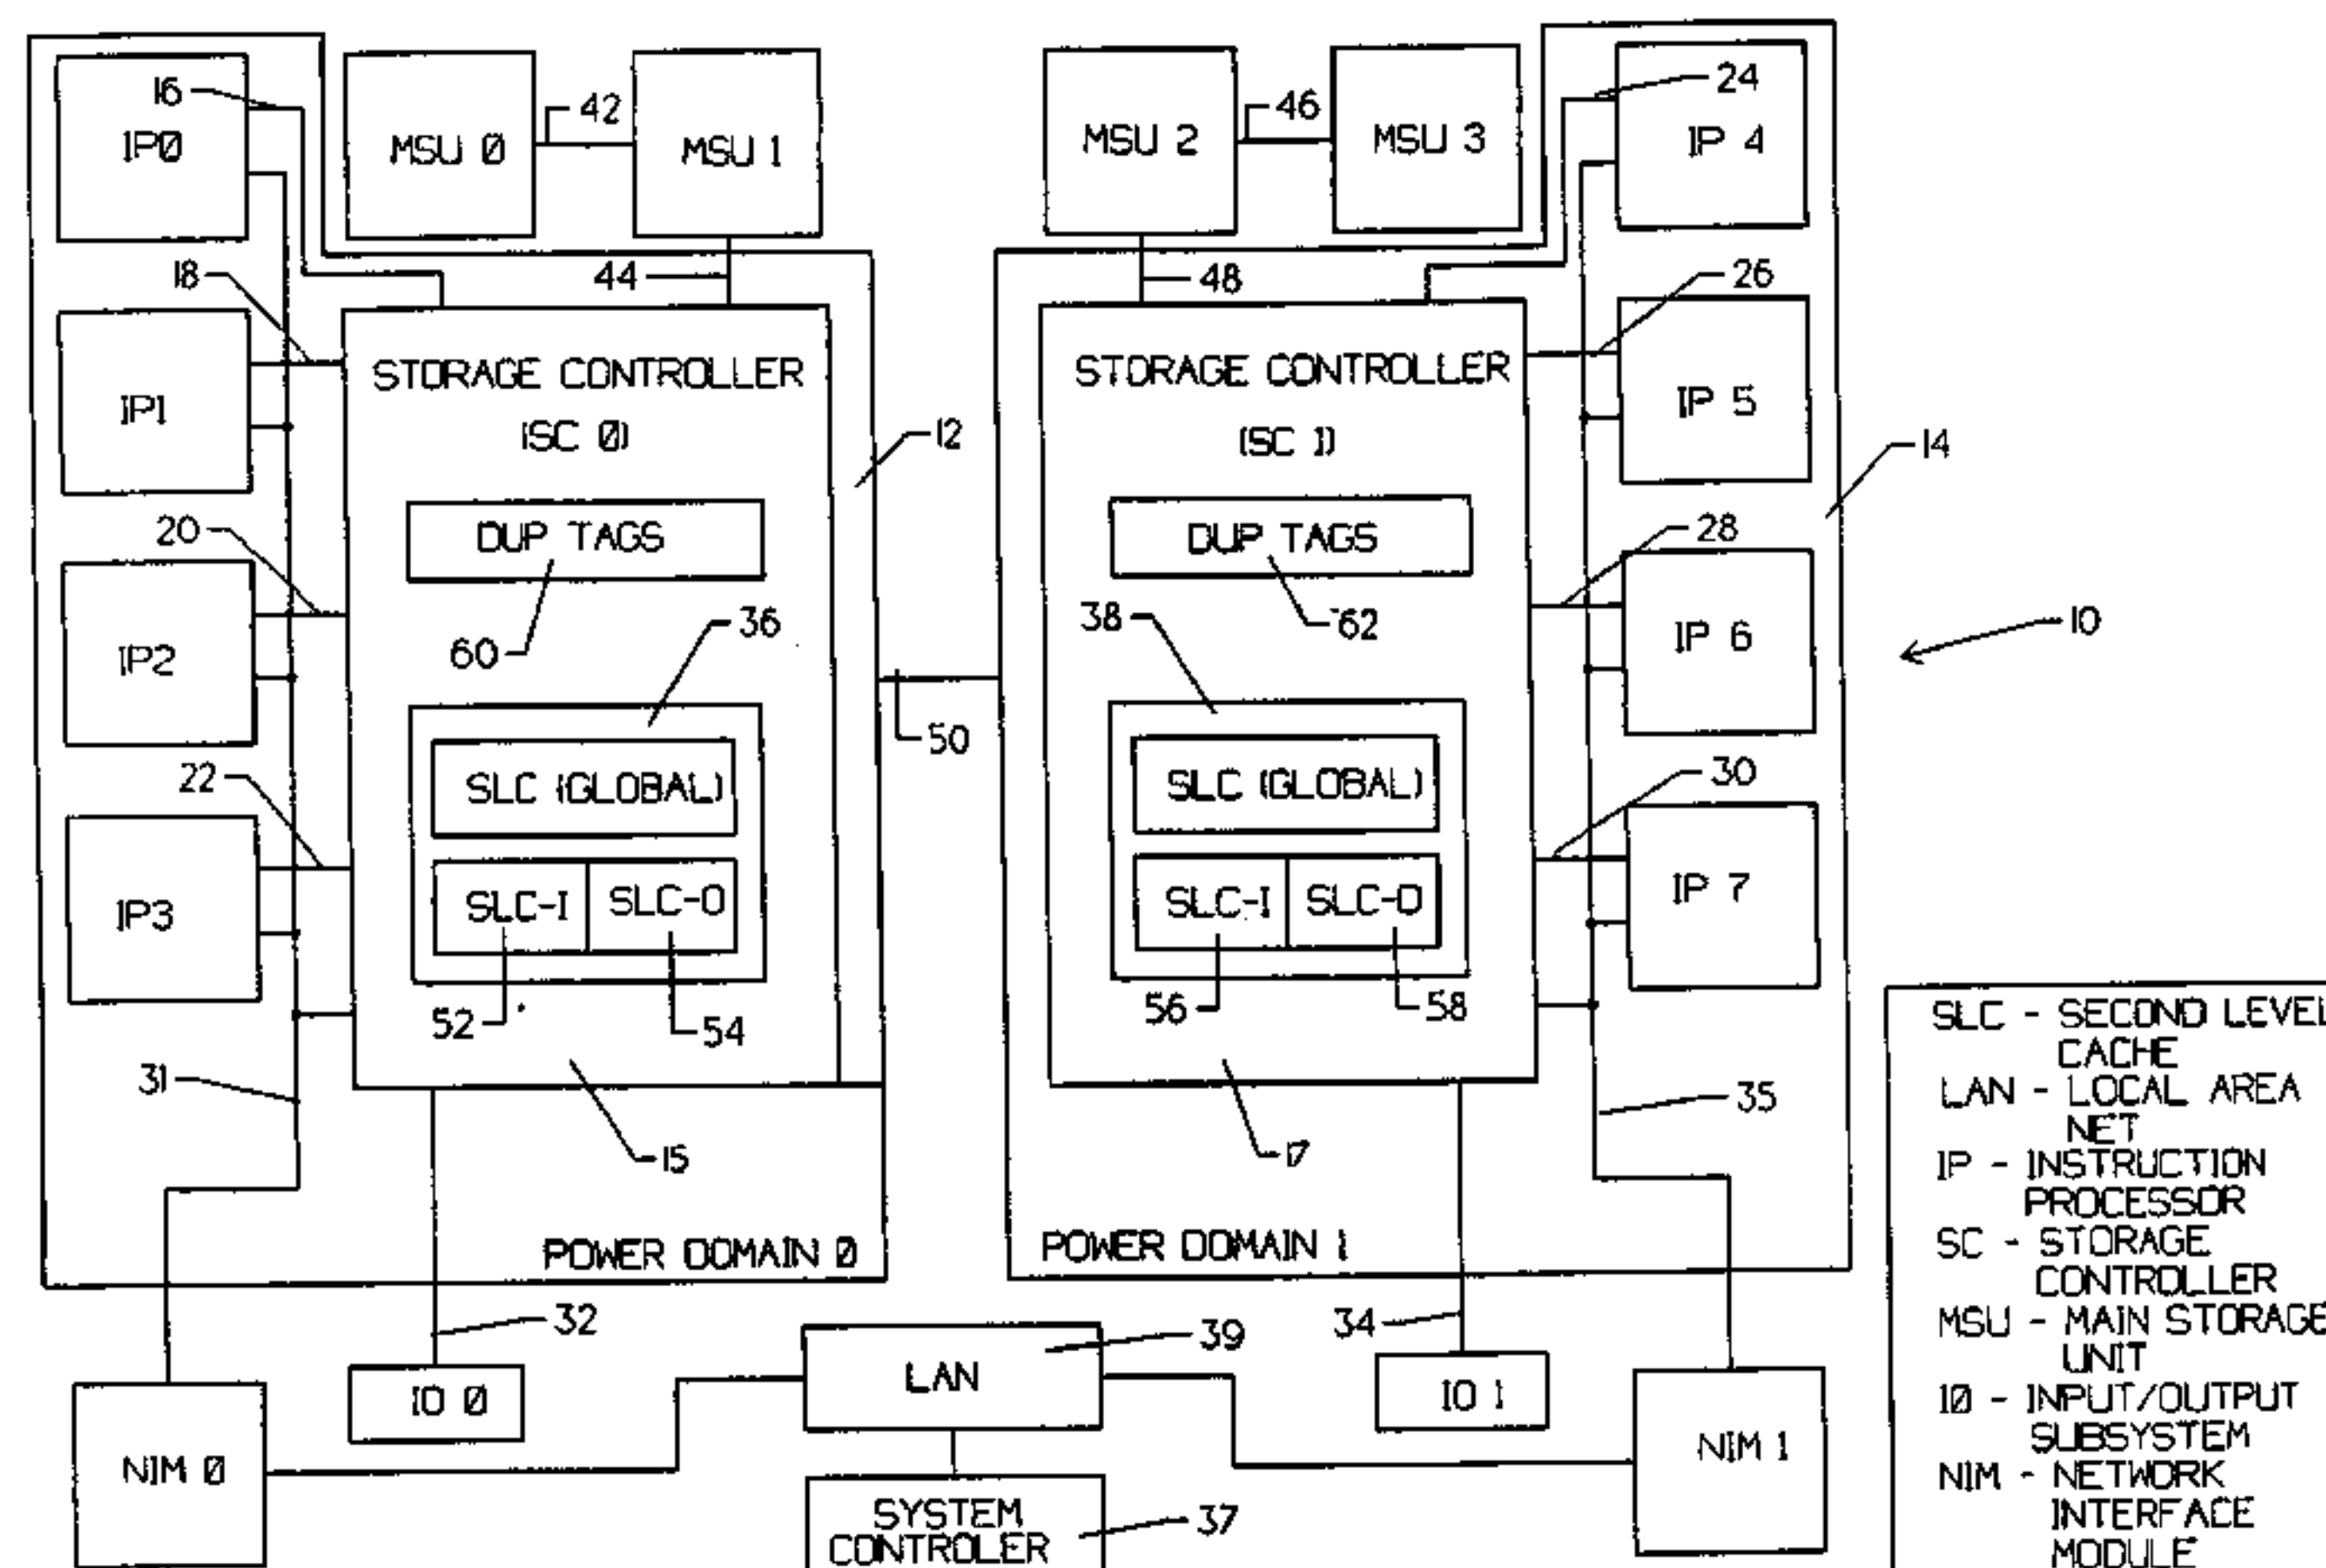 16
IP0
MSU 0
42
MSU 1
MSU 2
46
MSU 3
24
IP 4
18
44
48
26
IP1
STORAGE CONTROLLER
(SC 0)
12
STORAGE CONTROLLER
(SC 1)
IP 5
14
20
DUP TAGS
DUP TAGS
28
IP2
60
36
38
62
IP 6
10
50
22
SLC (GLOBAL)
SLC (GLOBAL)
30
IP3
SLC-I
SLC-O
SLC-I
SLC-O
IP 7
52
54
56
58
31
15
17
35
POWER DOMAIN 0
POWER DOMAIN 1
32
39
34
LAN
IO 0
IO 1
NIM 0
NIM 1
SYSTEM
CONTROLER
37
SLC - SECOND LEVEL
CACHE
LAN - LOCAL AREA
NET
IP - INSTRUCTION
PROCESSOR
SC - STORAGE
CONTROLLER
MSU - MAIN STORAGE
UNIT
I0 - INPUT/OUTPUT
SUBSYSTEM
NIM - NETWORK
INTERFACE
MODULE